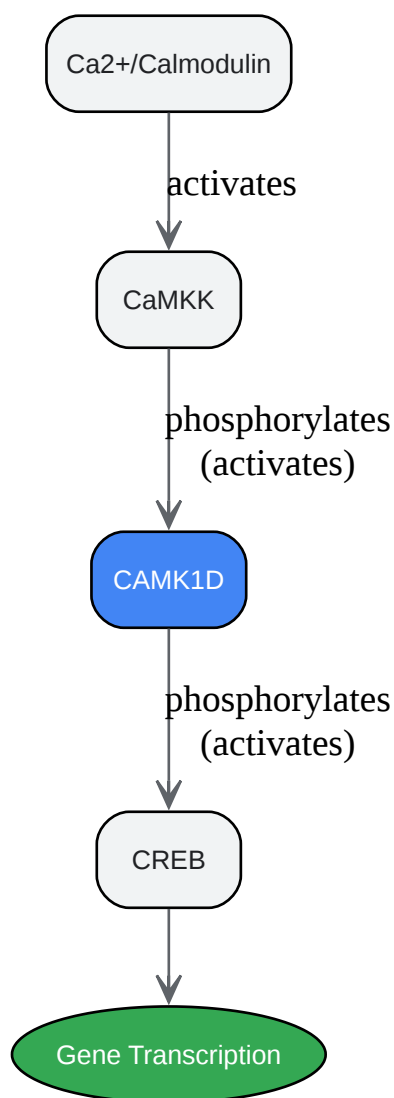 Ca2+/Calmodulin
activates
CaMKK
phosphorylates
(activates)
CAMK1D
phosphorylates
(activates)
CREB
Gene Transcription